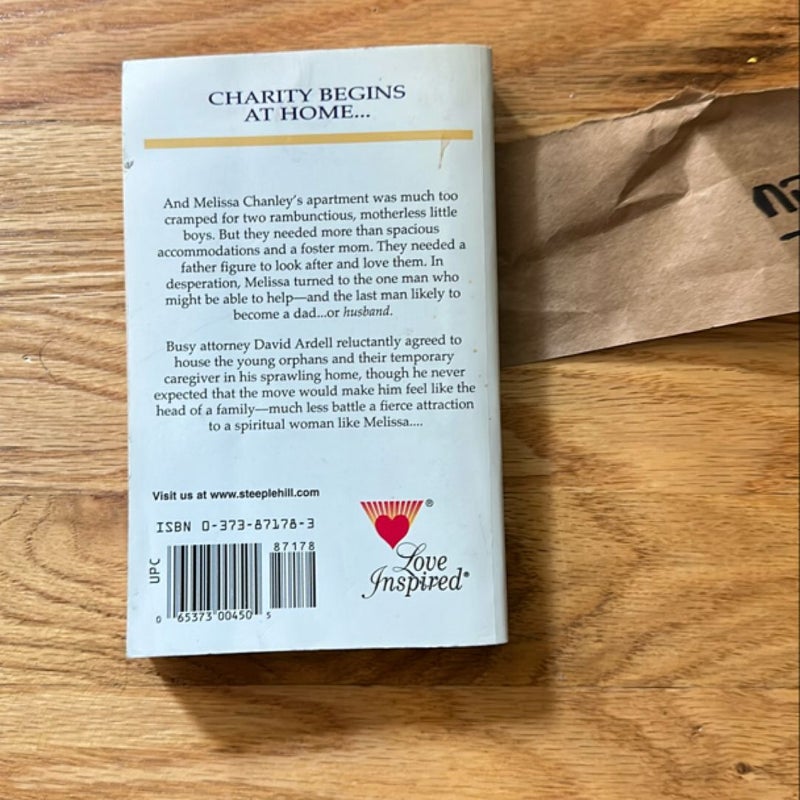 CHARITY BEGINS
AT HOME...
And Melissa Chanley's apartment was much too
cramped for two rambunctious, motherless little
boys. But they needed more than spacious
accommodations and a foster mom. They needed a
father figure to look after and love them. In
desperation, Melissa turned to the one man who
might be able to help—and the last man likely to
become a dad...or husband.
Busy attorney David Ardell reluctantly agreed to
house the young orphans and their temporary
caregiver in his sprawling home, though he never
expected that the move would make him feel like the
head of a family—much less battle a fierce attraction
to a spiritual woman like Melissa....
Visit us at www.steeplehill.com
ISBN 0-373-87178-3
87178
UPC
0 65373 00450 5
®
Love
Inspired®